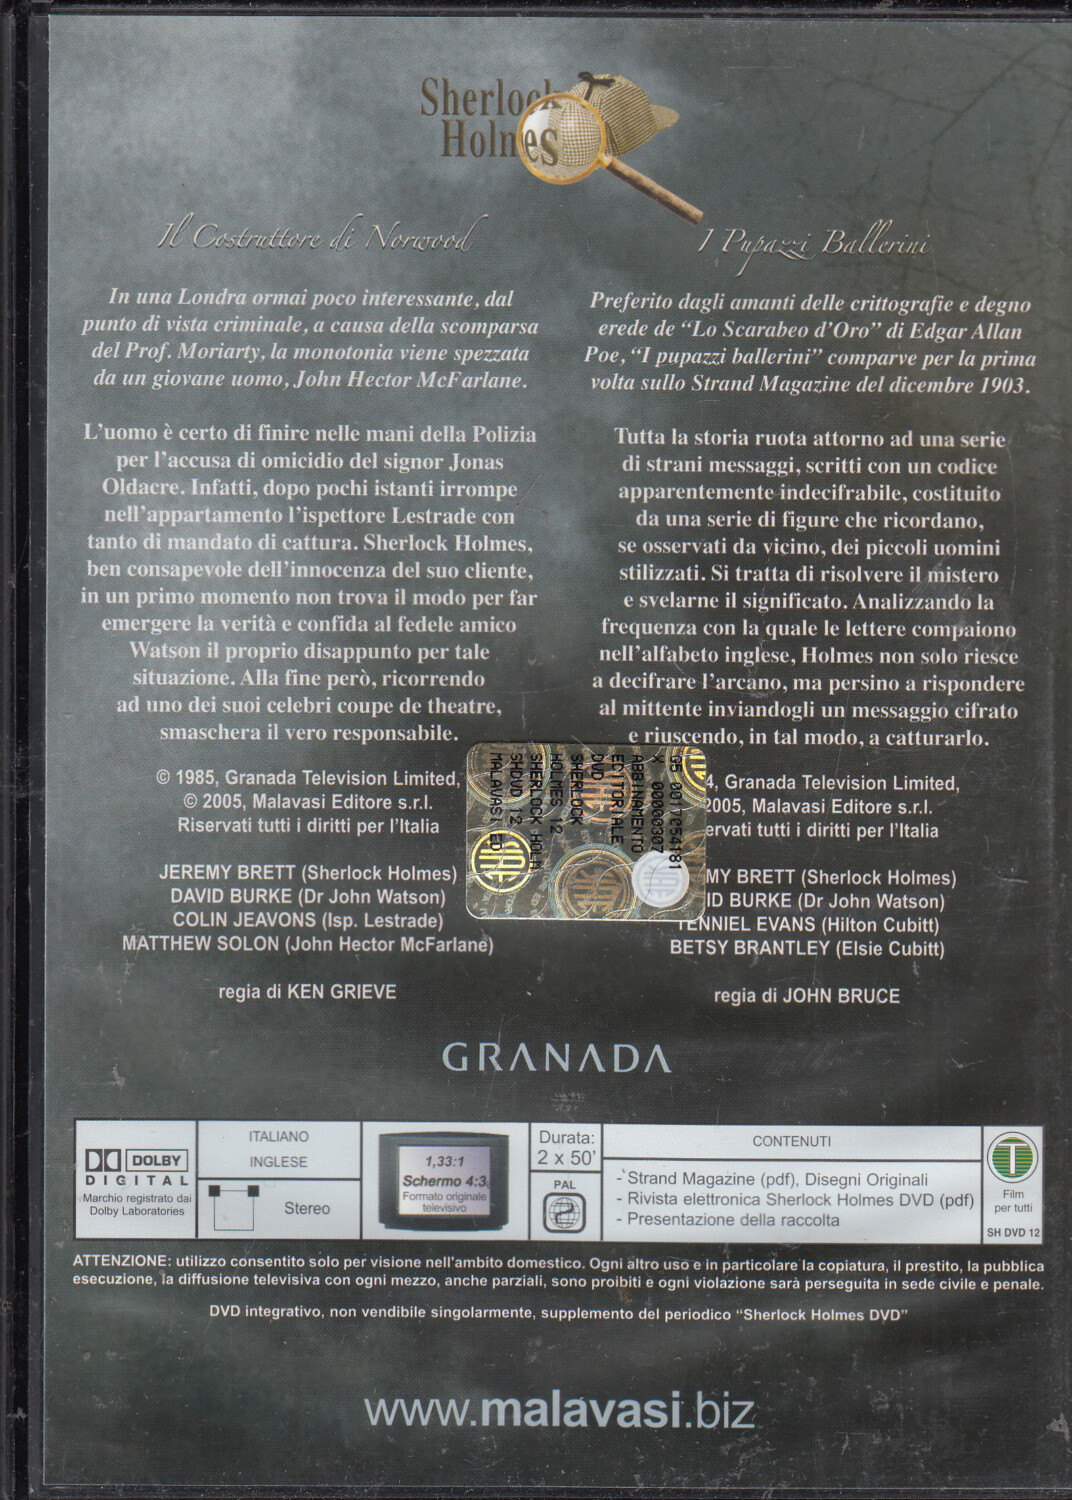 Sherlock
Holmes
Il Costruttore di Norwood
In una Londra ormai poco interessante, dal
punto di vista criminale, a causa della scomparsa
del Prof. Moriarty, la monotonia viene spezzata
da un giovane uomo, John Hector McFarlane.
L'uomo è certo di finire nelle mani della Polizia
per l'accusa di omicidio del signor Jonas
Oldacre. Infatti, dopo pochi istanti irrompe
nell'appartamento l'ispettore Lestrade con
tanto di mandato di cattura. Sherlock Holmes,
ben consapevole dell'innocenza del suo cliente,
in un primo momento non trova il modo per far
emergere la verità e confida al fedele amico
Watson il proprio disappunto per tale
situazione. Alla fine però, ricorrendo
ad uno dei suoi celebri coupe de theatre,
smaschera il vero responsabile.
© 1985, Granada Television Limited,
© 2005, Malavasi Editore s.r.l.
Riservati tutti i diritti per l'Italia
JEREMY BRETT (Sherlock Holmes)
DAVID BURKE (Dr John Watson)
COLIN JEAVONS (Isp. Lestrade)
MATTHEW SOLON (John Hector McFarlane)
regia di KEN GRIEVE
I Pupazzi Ballerini
Preferito dagli amanti delle crittografie e degno
erede de “Lo Scarabeo d'Oro” di Edgar Allan
Poe, “I pupazzi ballerini” comparve per la prima
volta sullo Strand Magazine del dicembre 1903.
Tutta la storia ruota attorno ad una serie
di strani messaggi, scritti con un codice
apparentemente indecifrabile, costituito
da una serie di figure che ricordano,
se osservati da vicino, dei piccoli uomini
stilizzati. Si tratta di risolvere il mistero
e svelarne il significato. Analizzando la
frequenza con la quale le lettere compaiono
nell'alfabeto inglese, Holmes non solo riesce
a decifrare l'arcano, ma persino a rispondere
al mittente inviandogli un messaggio cifrato
e riuscendo, in tal modo, a catturarlo.
4, Granada Television Limited,
2005, Malavasi Editore s.r.l.
ervati tutti i diritti per l'Italia
MY BRETT (Sherlock Holmes)
ID BURKE (Dr John Watson)
TENNIEL EVANS (Hilton Cubitt)
BETSY BRANTLEY (Elsie Cubitt)
regia di JOHN BRUCE
X 00000307
ABBINAMENTO
EDITORIALE
DVD
SHERLOCK
HOLMES 12
SHERLOCK HOLM
SHDVD 12
MALAVASI ED
GRANADA
DOLBY
DIGITAL
Marchio registrato dai
Dolby Laboratories
ITALIANO
INGLESE
Stereo
1,33:1
Schermo 4:3
Formato originale
televisivo
Durata:
2 x 50'
PAL
2
CONTENUTI
- Strand Magazine (pdf), Disegni Originali
- Rivista elettronica Sherlock Holmes DVD (pdf)
- Presentazione della raccolta
T
Film
per tutti
SH DVD 12
ATTENZIONE: utilizzo consentito solo per visione nell'ambito domestico. Ogni altro uso e in particolare la copiatura, il prestito, la pubblica
esecuzione, la diffusione televisiva con ogni mezzo, anche parziali, sono proibiti e ogni violazione sarà perseguita in sede civile e penale.
DVD integrativo, non vendibile singolarmente, supplemento del periodico “Sherlock Holmes DVD”
www.malavasi.biz